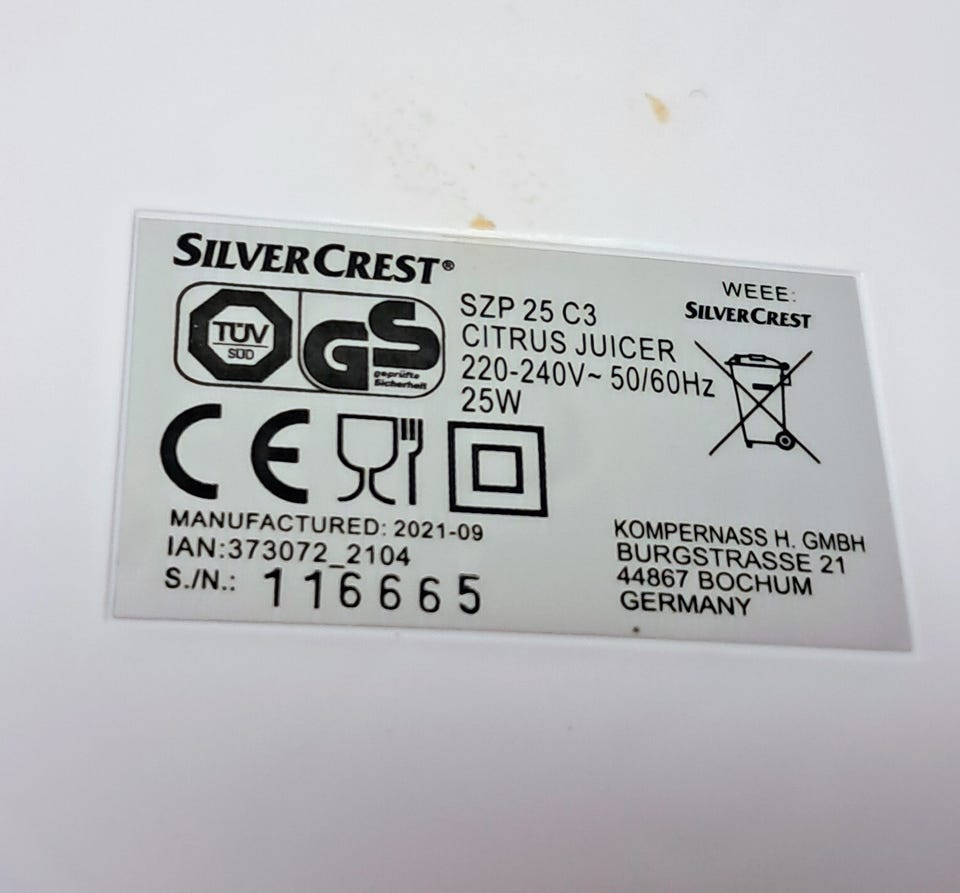 SILVERCREST®
TÜV
SÜD
GS
geprüfte
Sicherheit
SZP 25 C3
CITRUS JUICER
220-240V~ 50/60Hz
25W
WEEE:
SILVERCREST
CE
MANUFACTURED: 2021-09
IAN:373072_2104
S./N.: 116665
KOMPERNASS H. GMBH
BURGSTRASSE 21
44867 BOCHUM
GERMANY